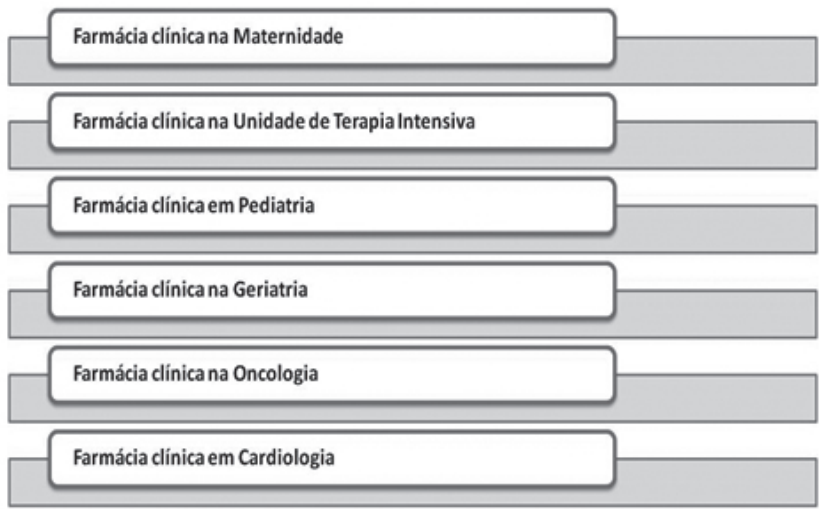 Farmácia clínica na Maternidade
Farmácia clínica na Unidade de Terapia Intensiva
Farmácia clínica em Pediatria
Farmácia clínica na Geriatria
Farmácia clínica na Oncologia
Farmácia clínica em Cardiologia